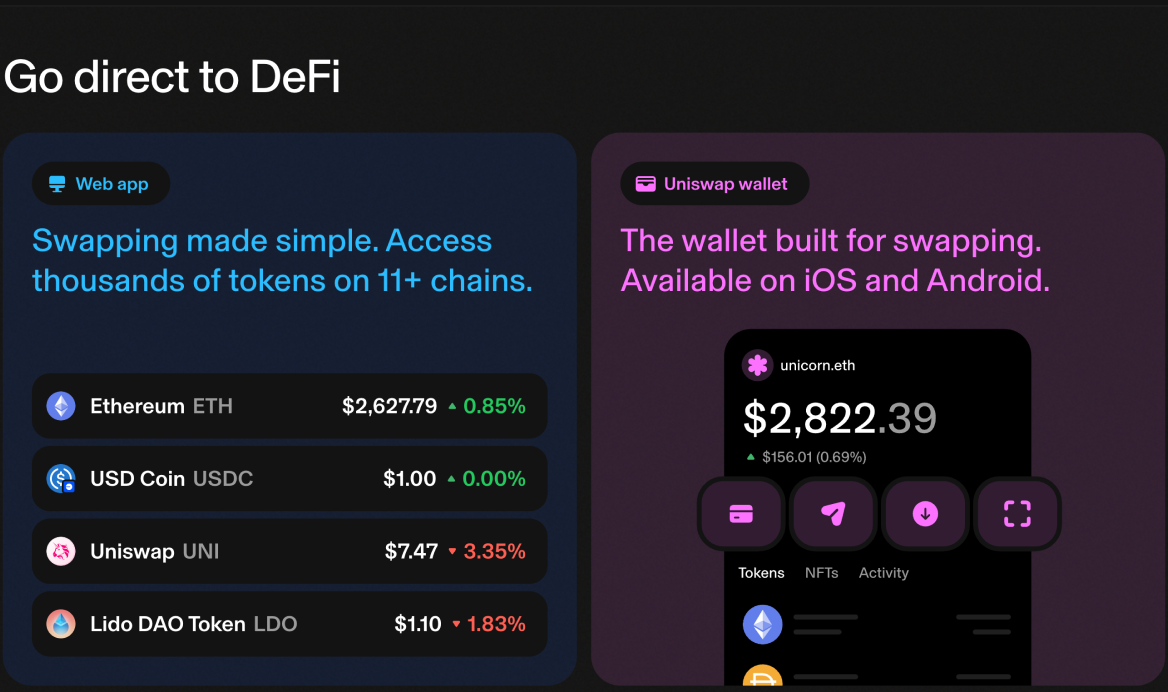 Go direct to DeFi
Web app
Swapping made simple. Access
thousands of tokens on 11+ chains.
Ethereum ETH $2,627.79 0.85%
USD Coin USDC $1.00 0.00%
Uniswap UNI $7.47 3.35%
Lido DAO Token LDO $1.10 1.83%
Uniswap wallet
The wallet built for swapping.
Available on iOS and Android.
unicorn.eth
$2,822.39
$156.01 (0.69%)
Tokens NFTs Activity